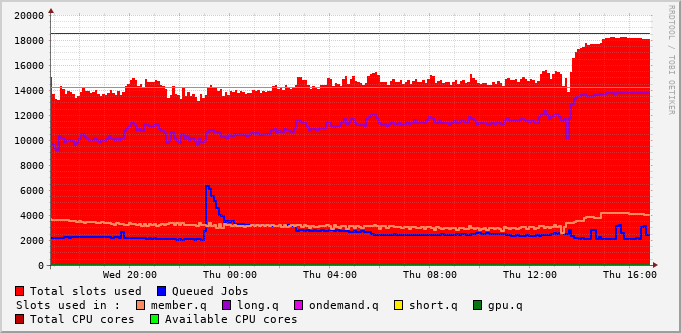 20000
18000
16000
14000
12000
10000
8000
6000
4000
2000
0
Wed 20:00 Thu 00:00 Thu 04:00 Thu 08:00 Thu 12:00 Thu 16:00
RRDTOOL / TOBI OETIKER
Total slots used Queued Jobs
Slots used in : member.q long.q ondemand.q short.q gpu.q
Total CPU cores Available CPU cores